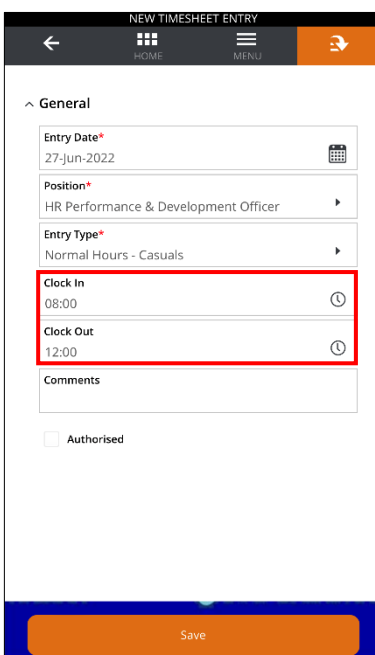 NEW TIMESHEET ENTRY
HOME
MENU
General
Entry Date*
27-Jun-2022
Position*
HR Performance & Development Officer
Entry Type*
Normal Hours - Casuals
Clock In
08:00
Clock Out
12:00
Comments
Authorised
Save